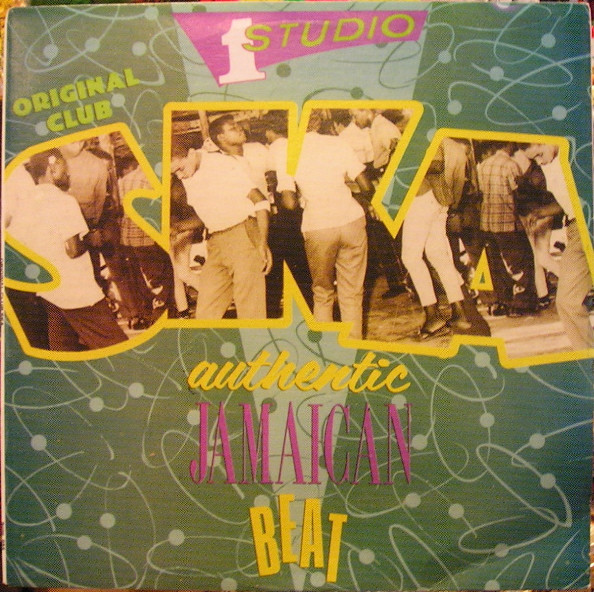 1 STUDIO
ORIGINAL
CLUB
SKA
authentic
JAMAICAN
BEAT